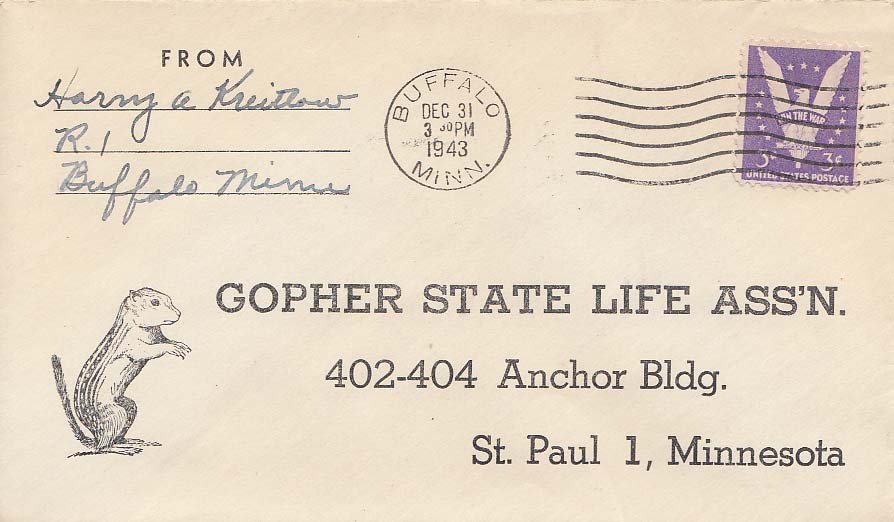 FROM
Harry A Kreitlow
R. 1
Buffalo Minn
BUFFALO
DEC 31
3 30 PM
1943
MINN.
WIN THE WAR
3¢ 3¢
UNITED STATES POSTAGE
GOPHER STATE LIFE ASS'N.
402-404 Anchor Bldg.
St. Paul 1, Minnesota